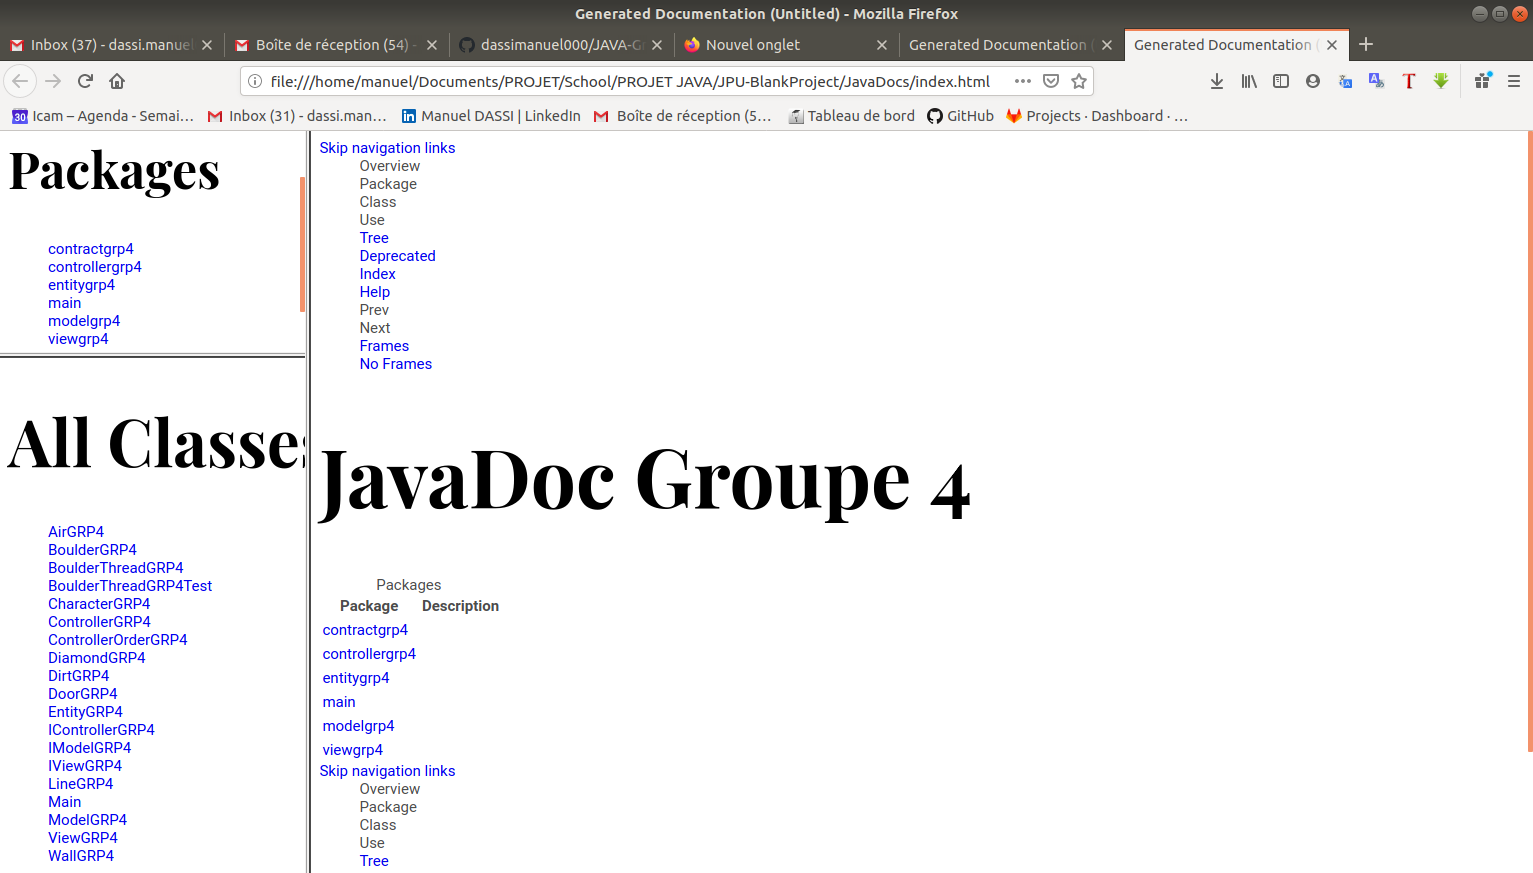 Generated Documentation (Untitled) - Mozilla Firefox
Inbox (37) - dassi.manuel
Boîte de réception (54) -
dassimanuel000/JAVA-G
Nouvel onglet
Generated Documentation (
Generated Documentation (
file:///home/manuel/Documents/PROJET/School/PROJET JAVA/JPU-BlankProject/JavaDocs/index.html
30 Icam – Agenda - Semai…
Inbox (31) - dassi.man…
Manuel DASSI | LinkedIn
Boîte de réception (5…
Tableau de bord
GitHub
Projects · Dashboard · …
Packages
contractgrp4
controllergrp4
entitygrp4
main
modelgrp4
viewgrp4
All Classes
AirGRP4
BoulderGRP4
BoulderThreadGRP4
BoulderThreadGRP4Test
CharacterGRP4
ControllerGRP4
ControllerOrderGRP4
DiamondGRP4
DirtGRP4
DoorGRP4
EntityGRP4
IControllerGRP4
IModelGRP4
IViewGRP4
LineGRP4
Main
ModelGRP4
ViewGRP4
WallGRP4
Skip navigation links
Overview
Package
Class
Use
Tree
Deprecated
Index
Help
Prev
Next
Frames
No Frames
JavaDoc Groupe 4
Packages
Package Description
contractgrp4
controllergrp4
entitygrp4
main
modelgrp4
viewgrp4
Skip navigation links
Overview
Package
Class
Use
Tree